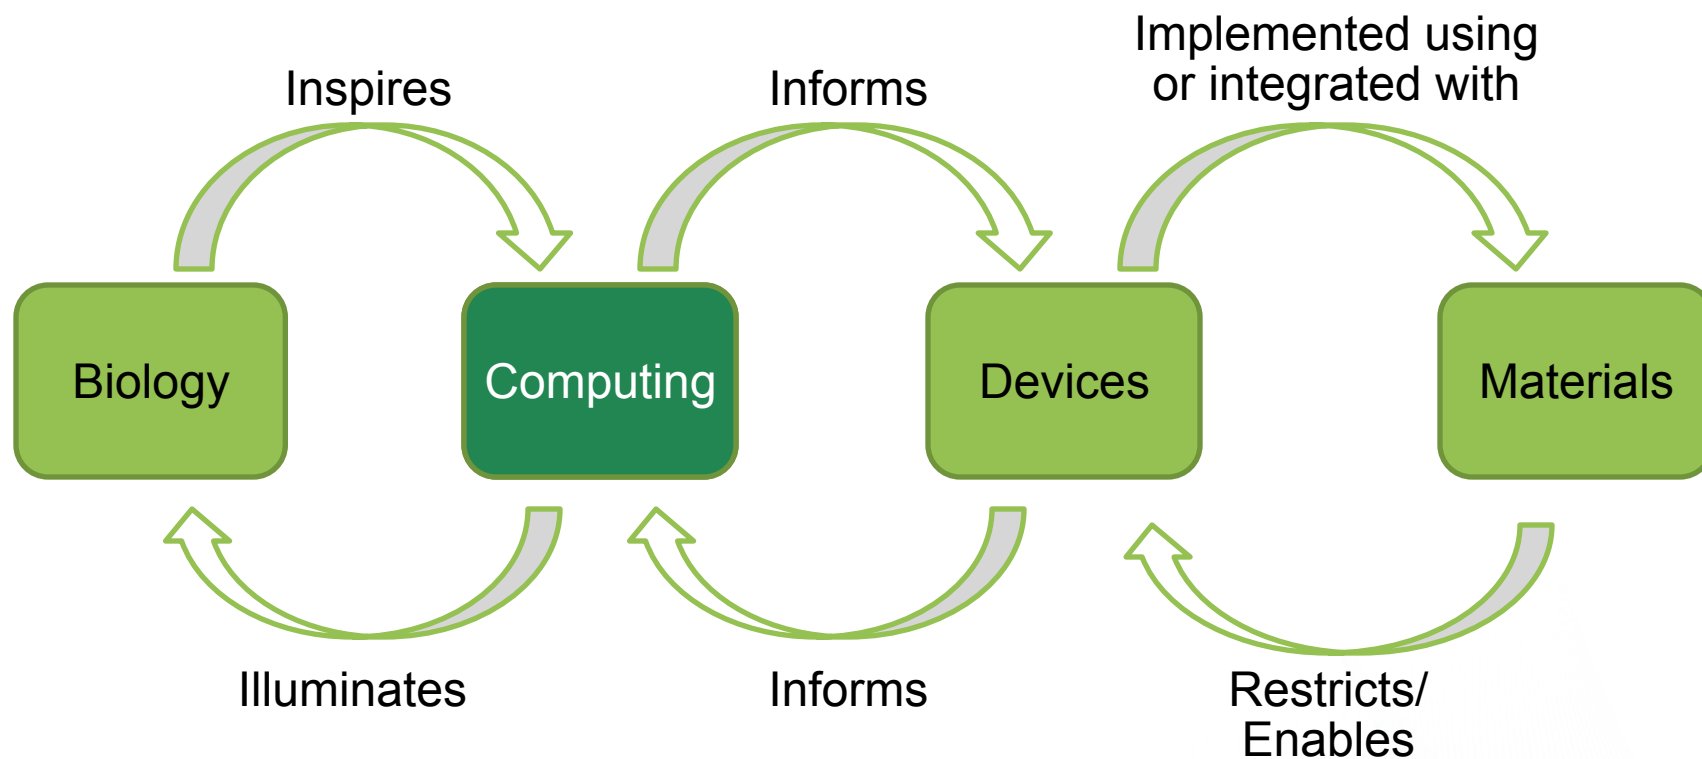 Implemented using
or integrated with
Inspires
Informs
Biology
Computing
Devices
Materials
Illuminates
Informs
Restricts/
Enables